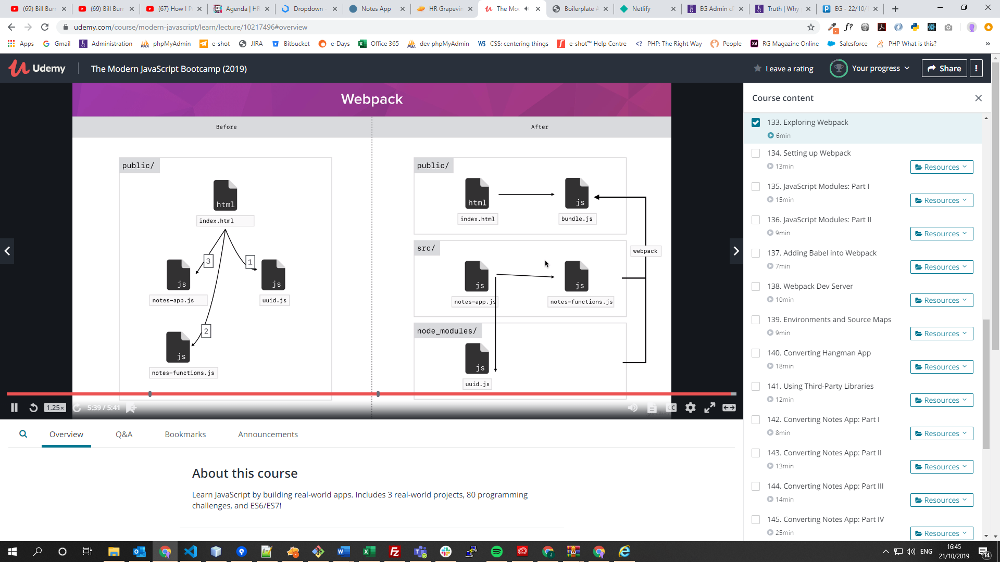 (69) Bill Burr
(69) Bill Burr
(67) How I P
Agenda | HR
Dropdown -
Notes App
HR Grapevin
The Mod
Boilerplate A
Netlify
EG Admin cP
Truth | Why
EG - 22/10/
udemy.com/course/modern-javascript/learn/lecture/10217496#overview
Apps
Gmail
Administration
phpMyAdmin
e-shot
JIRA
Bitbucket
e-Days
Office 365
dev phpMyAdmin
CSS: centering things
e-shot™ Help Centre
PHP: The Right Way
People
RG Magazine Online
Salesforce
PHP What is this?
Udemy
The Modern JavaScript Bootcamp (2019)
Leave a rating
Your progress
Share
Webpack
Before
After
public/
html
index.html
3
1
js
notes-app.js
js
uuid.js
2
js
notes-functions.js
public/
html
index.html
js
bundle.js
webpack
src/
js
notes-app.js
js
notes-functions.js
node_modules/
js
uuid.js
1.25×
5:39 / 5:41
CC
Course content
133. Exploring Webpack
6min
134. Setting up Webpack
13min
Resources
135. JavaScript Modules: Part I
15min
Resources
136. JavaScript Modules: Part II
9min
Resources
137. Adding Babel into Webpack
7min
Resources
138. Webpack Dev Server
10min
Resources
139. Environments and Source Maps
9min
Resources
140. Converting Hangman App
18min
Resources
141. Using Third-Party Libraries
12min
Resources
142. Converting Notes App: Part I
8min
Resources
143. Converting Notes App: Part II
13min
Resources
144. Converting Notes App: Part III
14min
Resources
145. Converting Notes App: Part IV
25min
Resources
Overview
Q&A
Bookmarks
Announcements
About this course
Learn JavaScript by building real-world apps. Includes 3 real-world projects, 80 programming
challenges, and ES6/ES7!
ENG
16:45
21/10/2019
14